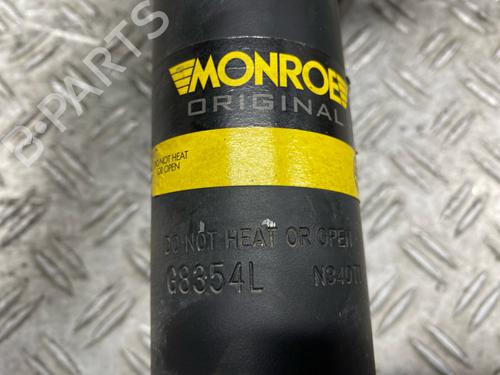 MONROE
ORIGINAL
DO NOT HEAT
OR OPEN
DO NOT HEAT OR OPEN
G8354L
B-PARTS